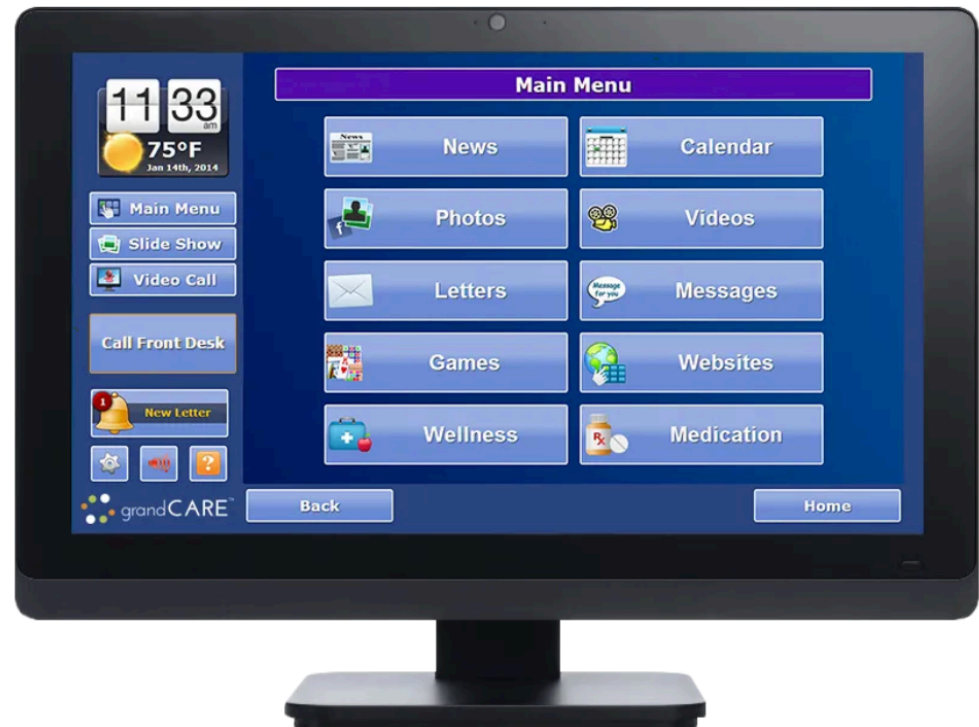 11 33
am
75°F
Jan 14th, 2014
Main Menu
Slide Show
Video Call
Call Front Desk
1
New Letter
?
grandCARE™
Main Menu
News
News
Calendar
f
Photos
Videos
Letters
Message
for you
Messages
Games
Websites
Wellness
Rx
Medication
Back
Home